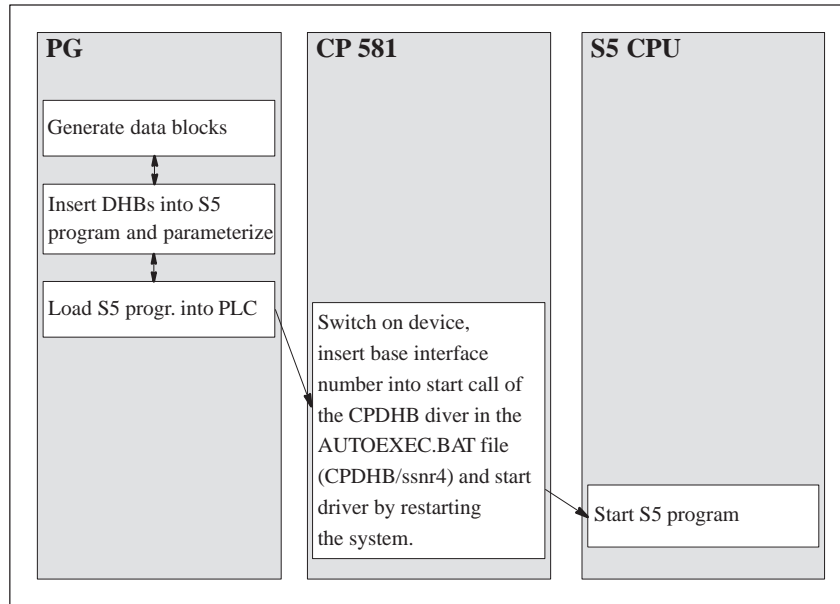 PG
Generate data blocks
Insert DHBs into S5
program and parameterize
Load S5 progr. into PLC
CP 581
Switch on device,
insert base interface
number into start call of
the CPDHB diver in the
AUTOEXEC.BAT file
(CPDHB/ssnr4) and start
driver by restarting
the system.
S5 CPU
Start S5 program